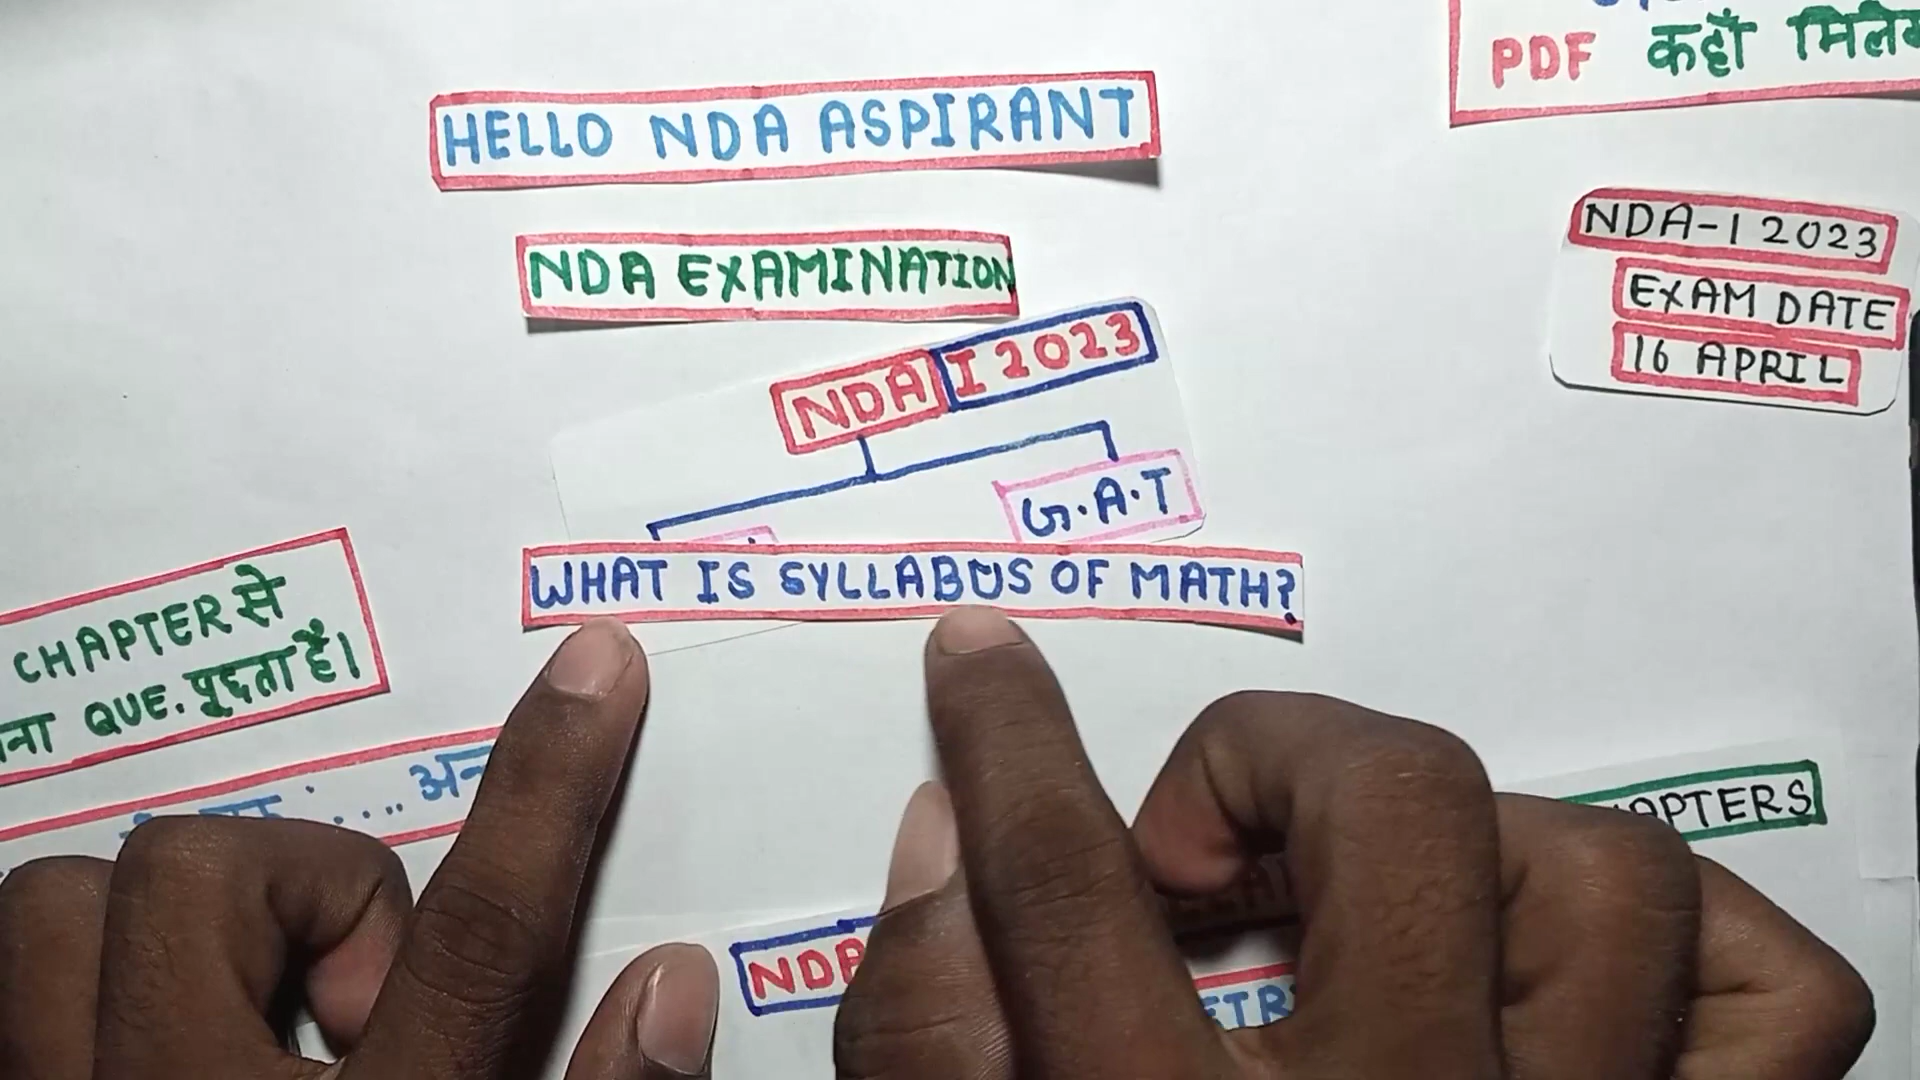 PDF कहाँ
HELLO NDA ASPIRANT
NDA-I 2023
EXAM DATE
16 APRIL
NDA EXAMINATION
NDA I 2023
G.A.T
WHAT IS SYLLABUS OF MATH?
CHAPTER से
QUE. पूछता है।
NDA